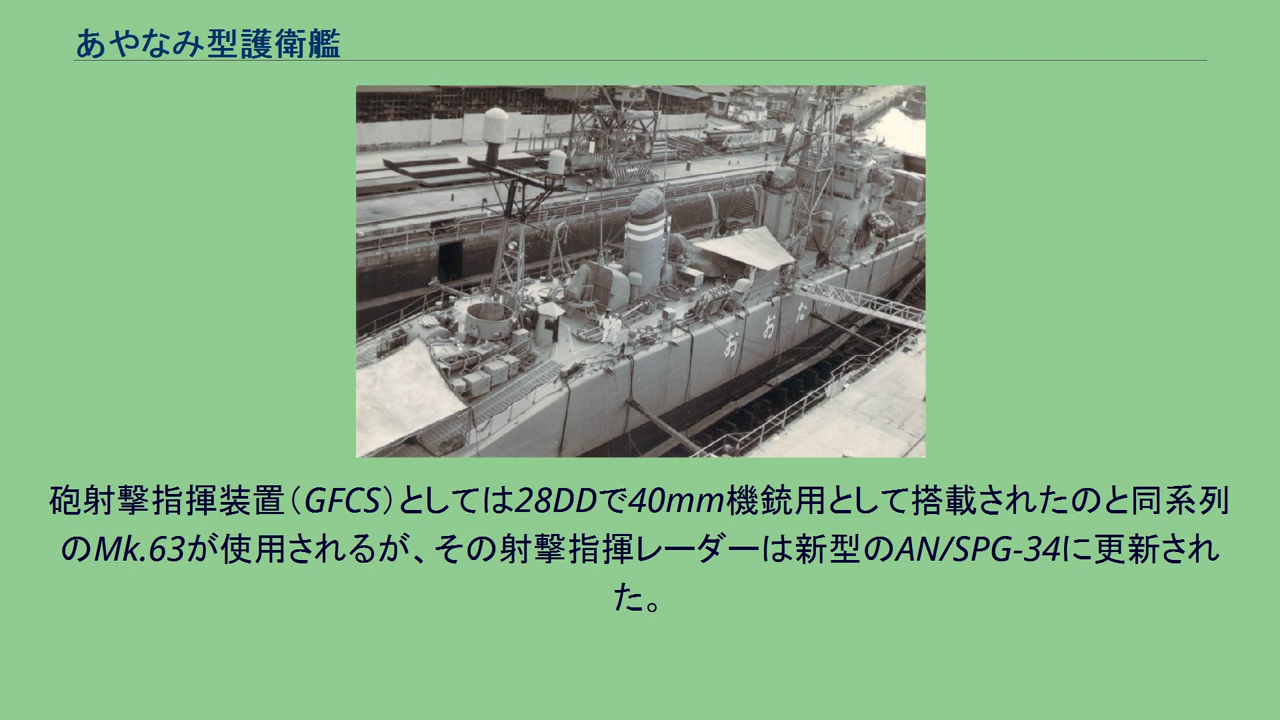 あやなみ型護衛艦
おおた
砲射撃指揮装置（GFCS）としては28DDで40mm機銃用として搭載されたのと同系列
のMk.63が使用されるが、その射撃指揮レーダーは新型のAN/SPG-34に更新され
た。